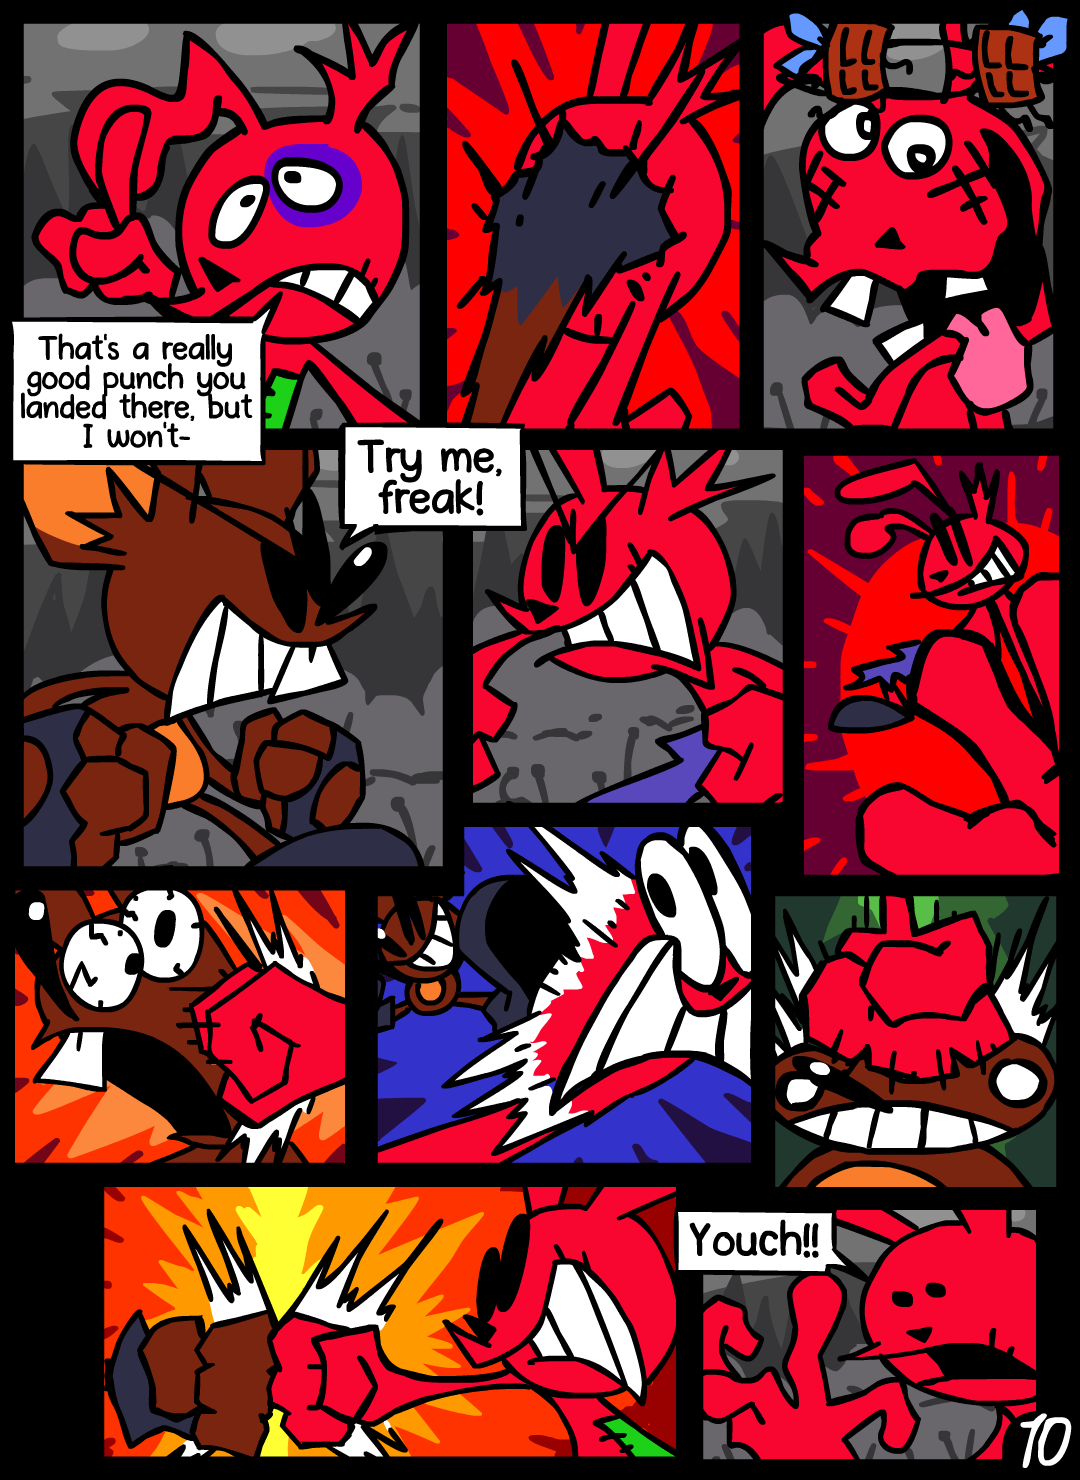 That's a really
good punch you
landed there, but
I won't-
Try me,
freak!
Youch!!
10